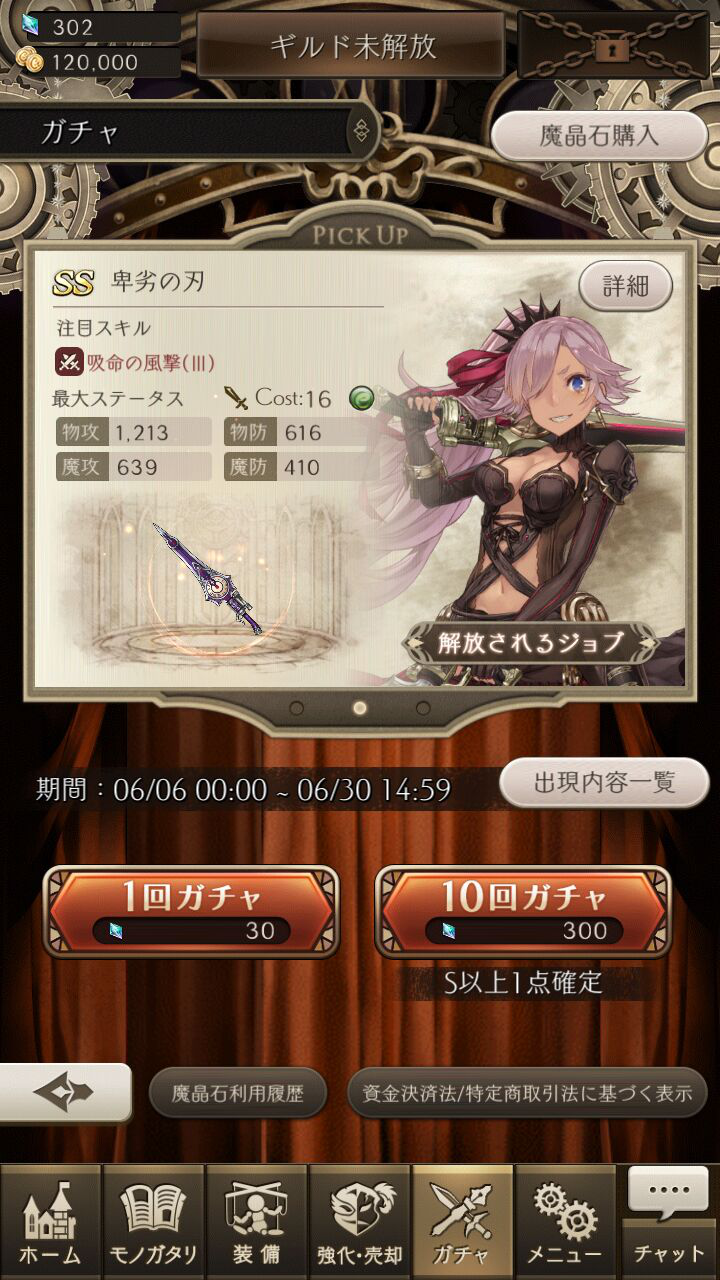 302
120,000
ギルド未解放
ガチャ
魔晶石購入
PICK UP
SS 卑劣の刃
詳細
注目スキル
吸命の風撃(III)
最大ステータス Cost:16
物攻 1,213 物防 616
魔攻 639 魔防 410
解放されるジョブ
期間：06/06 00:00 ~ 06/30 14:59
出現内容一覧
1回ガチャ
30
10回ガチャ
300
S以上1点確定
魔晶石利用履歴
資金決済法/特定商取引法に基づく表示
ホーム
モノガタリ
装備
強化・売却
ガチャ
メニュー
チャット